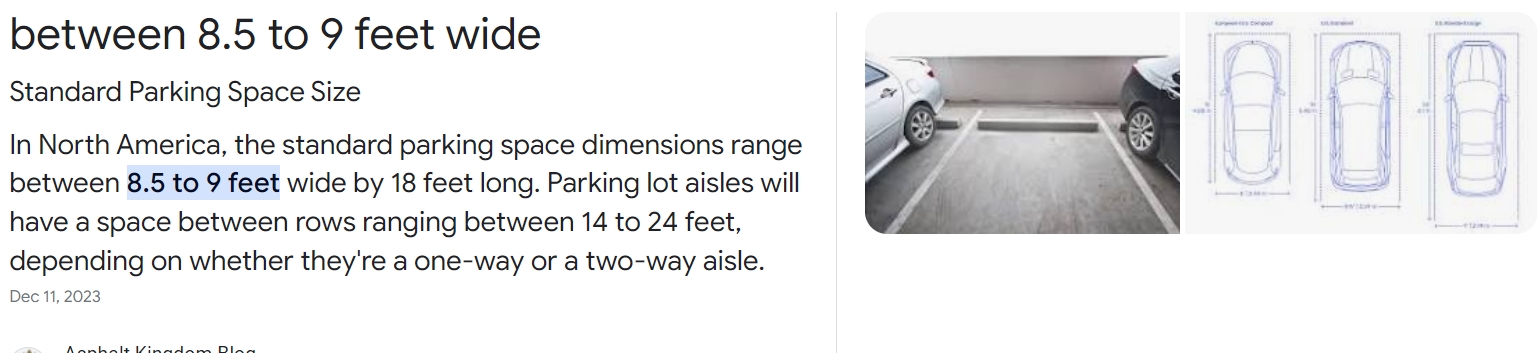 between 8.5 to 9 feet wide
Standard Parking Space Size
In North America, the standard parking space dimensions range
between 8.5 to 9 feet wide by 18 feet long. Parking lot aisles will
have a space between rows ranging between 14 to 24 feet,
depending on whether they're a one-way or a two-way aisle.
Dec 11, 2023
Asphalt Kingdom Blog